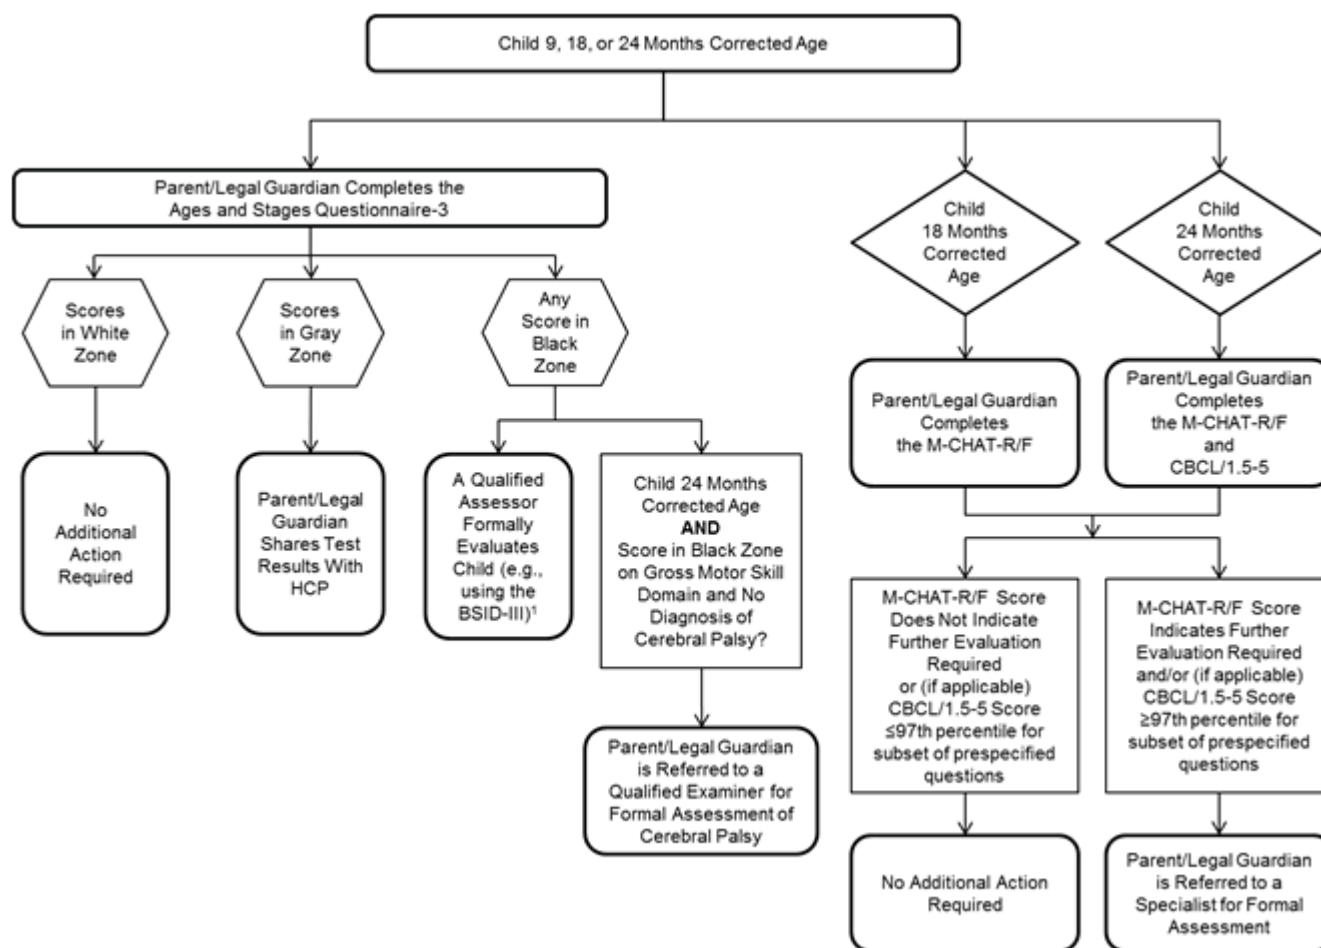 Child 9, 18, or 24 Months Corrected Age
Parent/Legal Guardian Completes the
Ages and Stages Questionnaire-3
Child
18 Months
Corrected
Age
Child
24 Months
Corrected
Age
Scores
in White
Zone
Scores
in Gray
Zone
Any
Score in
Black
Zone
Parent/Legal Guardian
Completes
the M-CHAT-R/F
Parent/Legal Guardian
Completes
the M-CHAT-R/F
and
CBCL/1.5-5
No
Additional
Action
Required
Parent/Legal
Guardian
Shares Test
Results With
HCP
A Qualified
Assessor
Formally
Evaluates
Child (e.g.,
using the
BSID-III)¹
Child 24 Months
Corrected Age
AND
Score in Black Zone
on Gross Motor Skill
Domain and No
Diagnosis of
Cerebral Palsy?
M-CHAT-R/F Score
Does Not Indicate
Further Evaluation
Required
or (if applicable)
CBCL/1.5-5 Score
≤97th percentile for
subset of prespecified
questions
M-CHAT-R/F Score
Indicates Further
Evaluation Required
and/or (if applicable)
CBCL/1.5-5 Score
≥97th percentile for
subset of prespecified
questions
Parent/Legal Guardian
is Referred to a
Qualified Examiner for
Formal Assessment of
Cerebral Palsy
No Additional Action
Required
Parent/Legal Guardian
is Referred to a
Specialist for Formal
Assessment